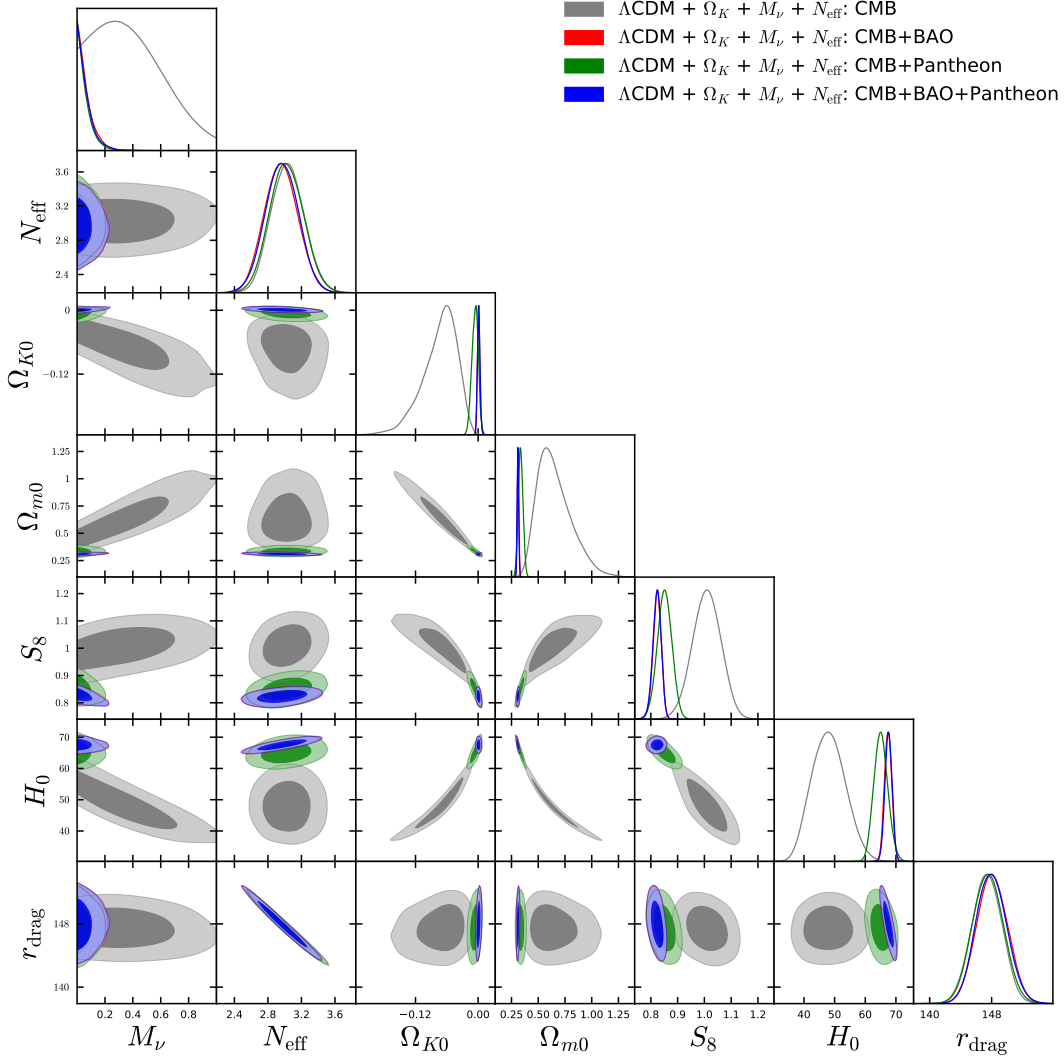 ΛCDM + Ω_K + M_ν + N_eff: CMB
ΛCDM + Ω_K + M_ν + N_eff: CMB+BAO
ΛCDM + Ω_K + M_ν + N_eff: CMB+Pantheon
ΛCDM + Ω_K + M_ν + N_eff: CMB+BAO+Pantheon
3.6
3.2
2.8
2.4
N_eff
0
−0.12
Ω_K0
1.25
1
0.75
0.5
0.25
Ω_m0
1.2
1.1
1.0
0.9
0.8
S_8
70
60
50
40
H_0
148
140
r_drag
0.2 0.4 0.6 0.8 2.4 2.8 3.2 3.6 −0.12 0.00 0.25 0.50 0.75 1.00 1.25 0.8 0.9 1.0 1.1 1.2 40 50 60 70 140 148
M_ν N_eff Ω_K0 Ω_m0 S_8 H_0 r_drag